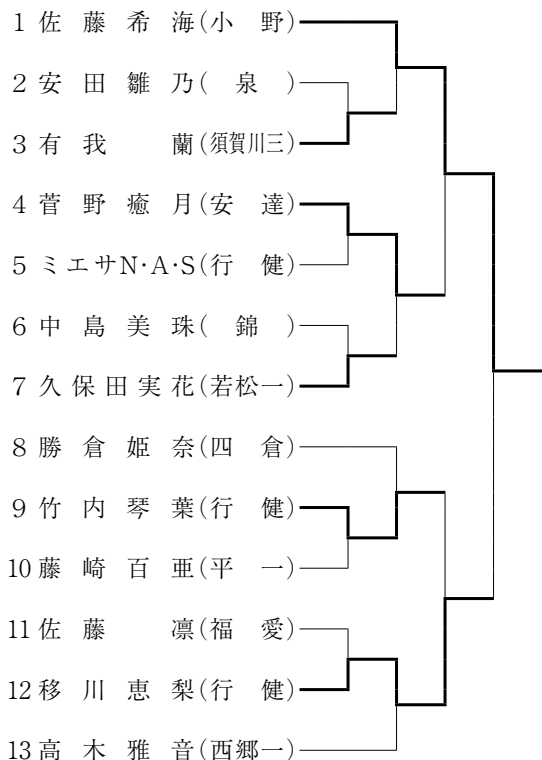 1 佐藤希海(小野)
2 安田雛乃(泉)
3 有我蘭(須賀川三)
4 菅野癒月(安達)
5 ミエサN・A・S(行健)
6 中島美珠(錦)
7 久保田実花(若松一)
8 勝倉姫奈(四倉)
9 竹内琴葉(行健)
10 藤崎百亜(平一)
11 佐藤凛(福愛)
12 移川恵梨(行健)
13 高木雅音(西郷一)